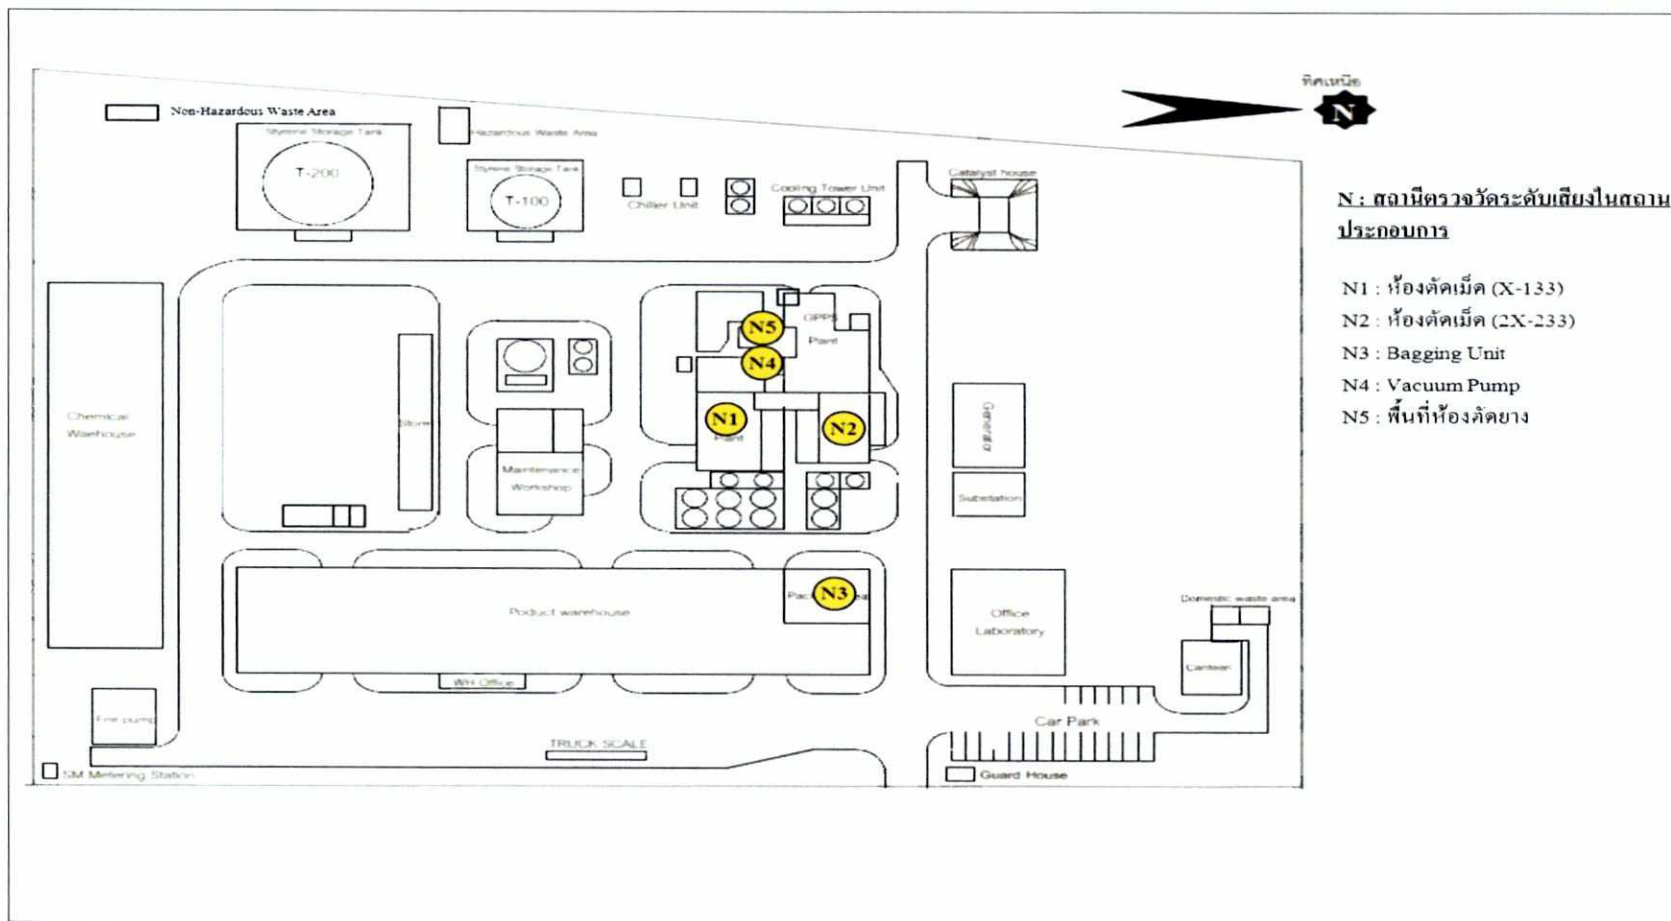 ทิศเหนือ
N
Non-Hazardous Waste Area
Styrene Storage Tank
Hazardous Waste Area
T-200
Styrene Storage Tank
T-100
Chiller Unit
Cooling Tower Unit
Catalyst house
N : สถานีตรวจวัดระดับเสียงในสถาน
ประกอบการ
N1 : ห้องตัดเม็ด (X-133)
N2 : ห้องตัดเม็ด (2X-233)
N3 : Bagging Unit
N4 : Vacuum Pump
N5 : พื้นที่ห้องตัดยาง
GPPS
Plant
N5
N4
N1
Plant
N2
Chemical
Warehouse
Store
Maintenance
Workshop
Generator
Substation
N3
Poduct warehouse
Office
Laboratory
Domestic waste area
Canteen
WH Office
Fire pump
Car Park
TRUCK SCALE
SM Metering Station
Guard House